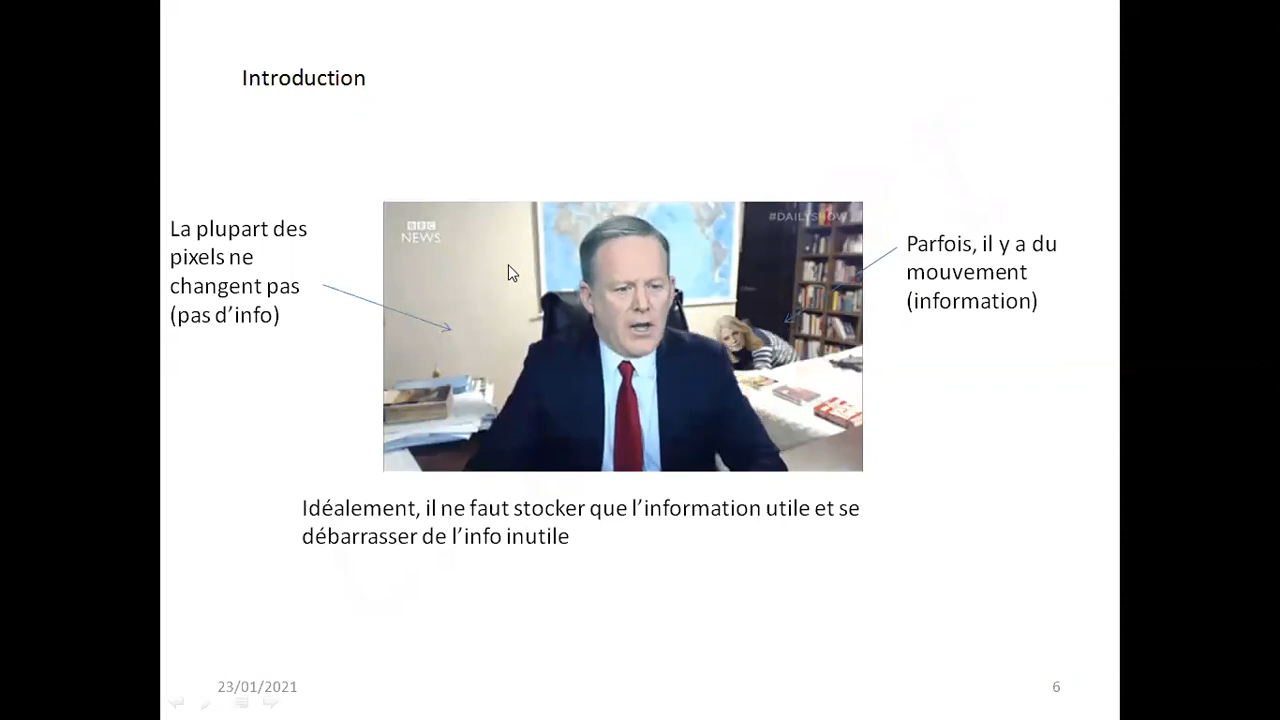 Introduction
La plupart des
pixels ne
changent pas
(pas d’info)
BBC
NEWS
#DAILYSHOW
Parfois, il y a du
mouvement
(information)
Idéalement, il ne faut stocker que l’information utile et se
débarrasser de l’info inutile
23/01/2021
6